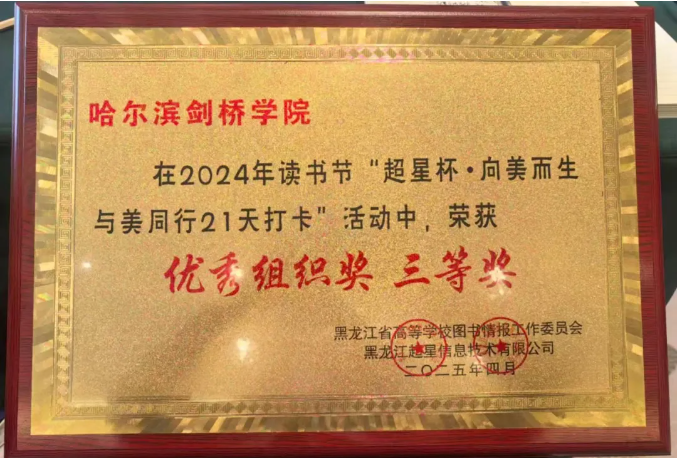 哈尔滨剑桥学院
在2024年读书节“超星杯·向美而生
与美同行21天打卡”活动中，荣获
优秀组织奖 三等奖
黑龙江省高等学校图书情报工作委员会
黑龙江超星信息技术有限公司
二〇二五年四月